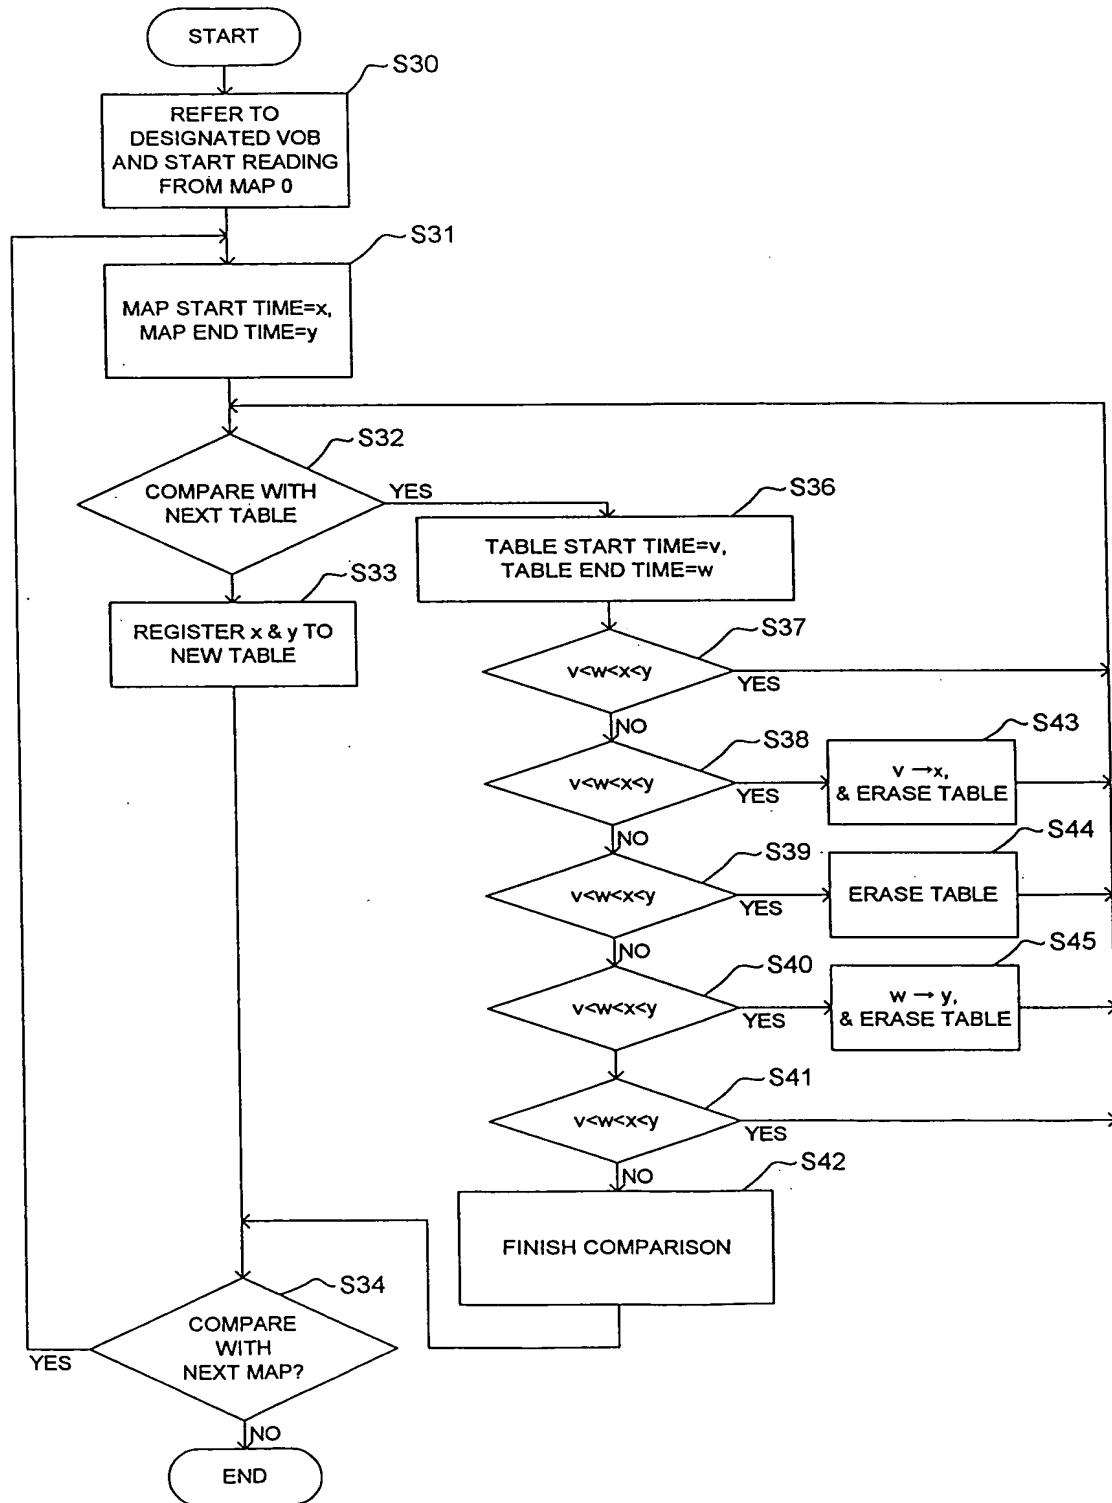 START
S30
REFER TO
DESIGNATED VOB
AND START READING
FROM MAP 0
S31
MAP START TIME=x,
MAP END TIME=y
S32
COMPARE WITH
NEXT TABLE
YES
S36
TABLE START TIME=v,
TABLE END TIME=w
S33
REGISTER x & y TO
NEW TABLE
S37
v<w<x<y
YES
NO
S38
v<w<x<y
YES
S43
v →x,
& ERASE TABLE
NO
S39
v<w<x<y
YES
S44
ERASE TABLE
NO
S40
v<w<x<y
YES
S45
w → y,
& ERASE TABLE
S41
v<w<x<y
YES
NO
S42
FINISH COMPARISON
S34
COMPARE
WITH
NEXT MAP?
YES
NO
END